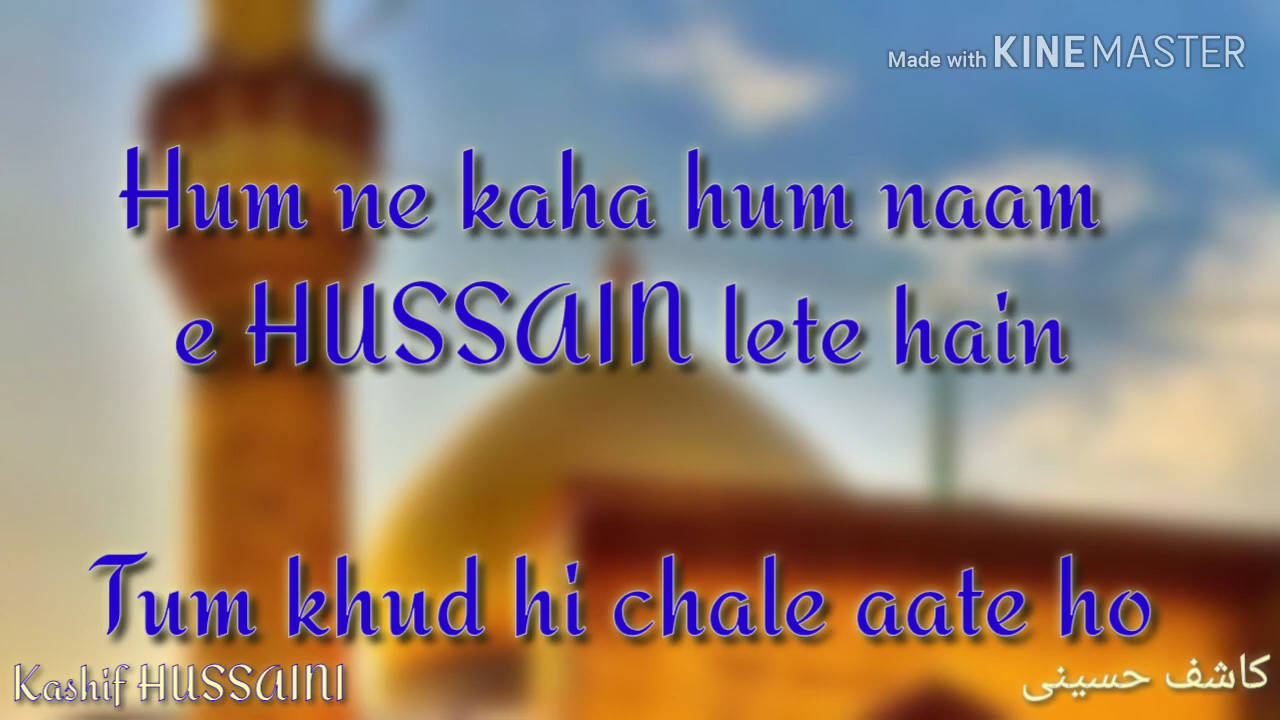 Made with KINEMASTER
Hum ne kaha hum naam
e HUSSAIN lete hain
Tum khud hi chale aate ho
Kashif HUSSAINI
کاشف حسینی